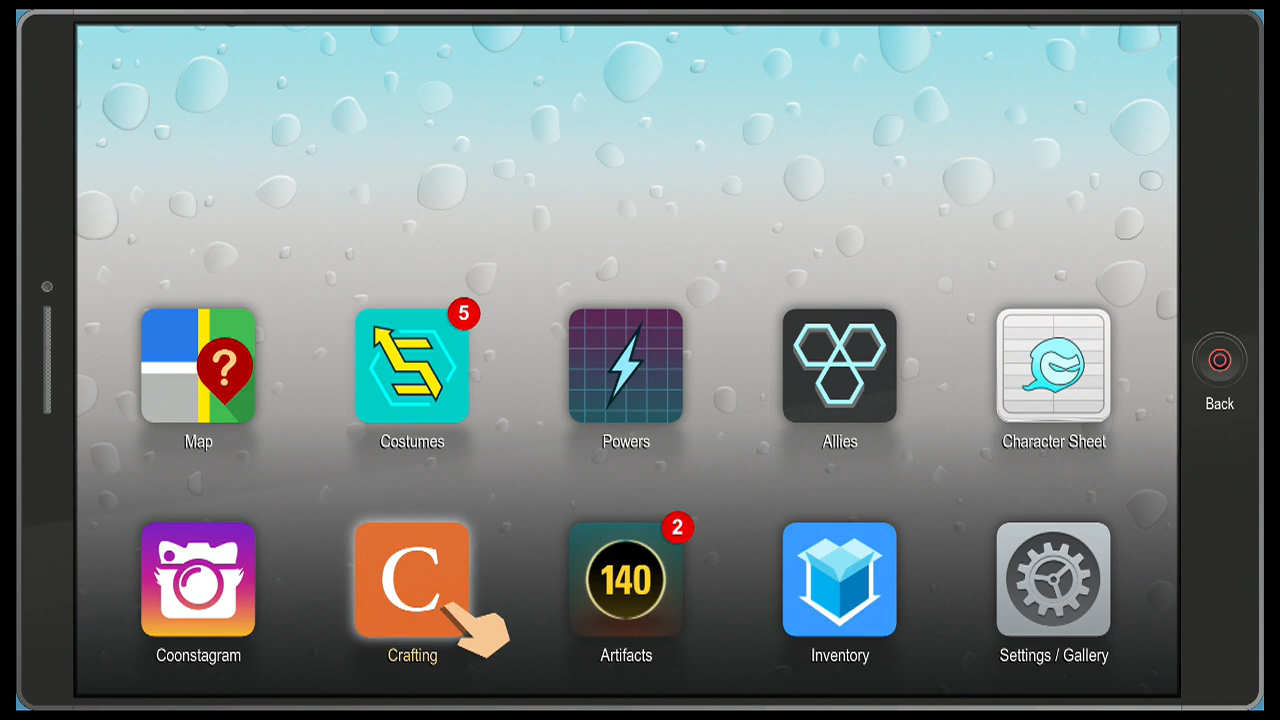 5
?
Map
Costumes
Powers
Allies
Character Sheet
Back
2
C
140
Coonstagram
Crafting
Artifacts
Inventory
Settings / Gallery